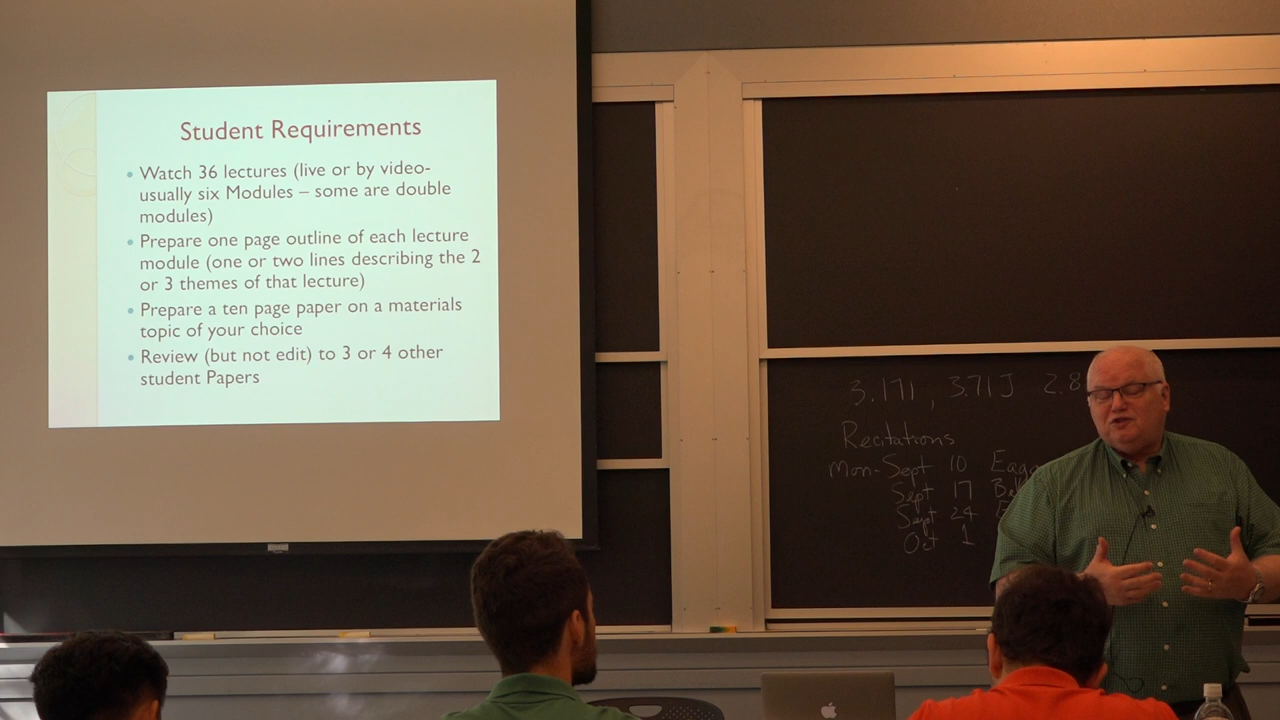 Student Requirements
• Watch 36 lectures (live or by video-
usually six Modules – some are double
modules)
• Prepare one page outline of each lecture
module (one or two lines describing the 2
or 3 themes of that lecture)
• Prepare a ten page paper on a materials
topic of your choice
• Review (but not edit) to 3 or 4 other
student Papers
3.171, 3.71J 2.8
Recitations
Mon-Sept 10 Eaga
Sept 17
Sept 24
Oct 1